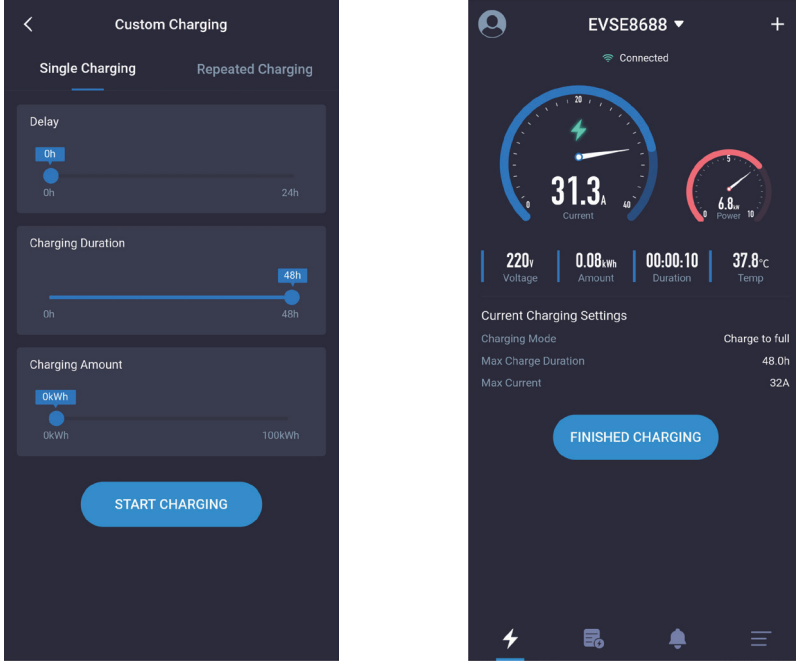 Custom Charging
Single Charging Repeated Charging
Delay
0h
0h 24h
Charging Duration
48h
0h 48h
Charging Amount
0kWh
0kWh 100kWh
START CHARGING
EVSE8688
Connected
20
31.3A
0 40
Current
5
6.8kW
0 Power 10
220V 0.08kWh 00:00:10 37.8°C
Voltage Amount Duration Temp
Current Charging Settings
Charging Mode Charge to full
Max Charge Duration 48.0h
Max Current 32A
FINISHED CHARGING